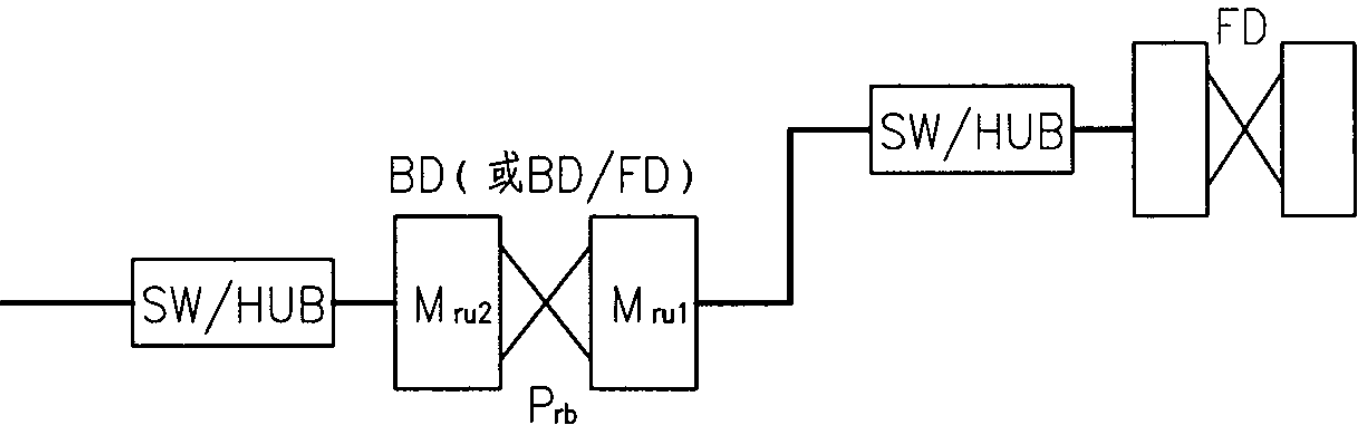 FD
SW/HUB
BD(或BD/FD)
SW/HUB
Mru2
Mru1
Prb